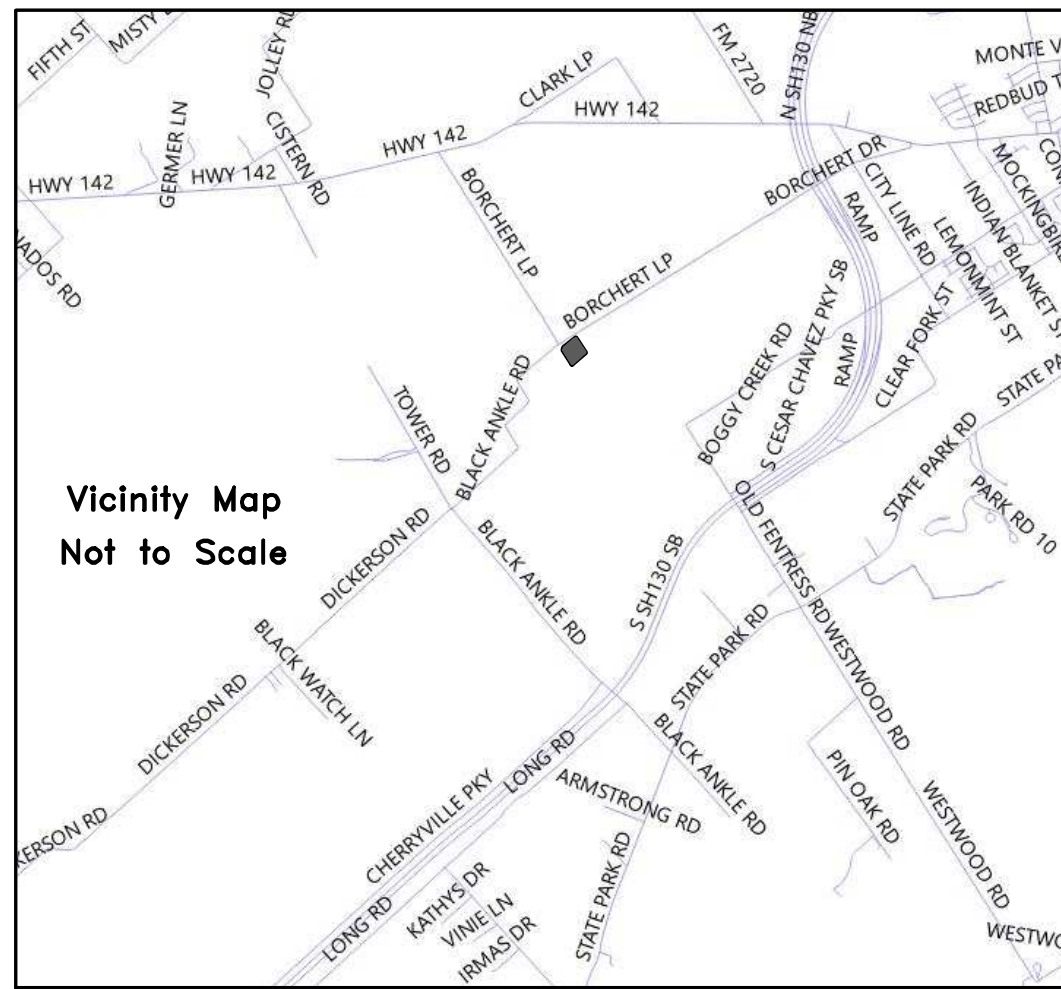 FIFTH ST
JOLLEY RD
FM 2720
N SH130 NB
REDBUD T
CLARK LP
HWY 142
GERMER LN
CISTERN RD
HWY 142
HWY 142
HWY 142
BORCHERT DR
MOCKINGBIRD
BORCHERT LP
CITY LINE RD
RAMP
INDIAN BLANKET ST
LEMONMINT ST
BORCHERT LP
S CESAR CHAVEZ PKY SB
RAMP
CLEAR FORK ST
BOGGY CREEK RD
BLACK ANKLE RD
TOWER RD
STATE PARK RD
PARK RD 10
Vicinity Map
Not to Scale
DICKERSON RD
BLACK ANKLE RD
OLD FENTRESS RD
S SH130 SB
STATE PARK RD
WESTWOOD RD
BLACK WATCH LN
DICKERSON RD
LONG RD
BLACK ANKLE RD
PIN OAK RD
ARMSTRONG RD
CHERRYVILLE PKY
WESTWOOD RD
KERSON RD
STATE PARK RD
KATHYS DR
VINIE LN
LONG RD
IRMAS DR
WESTWO